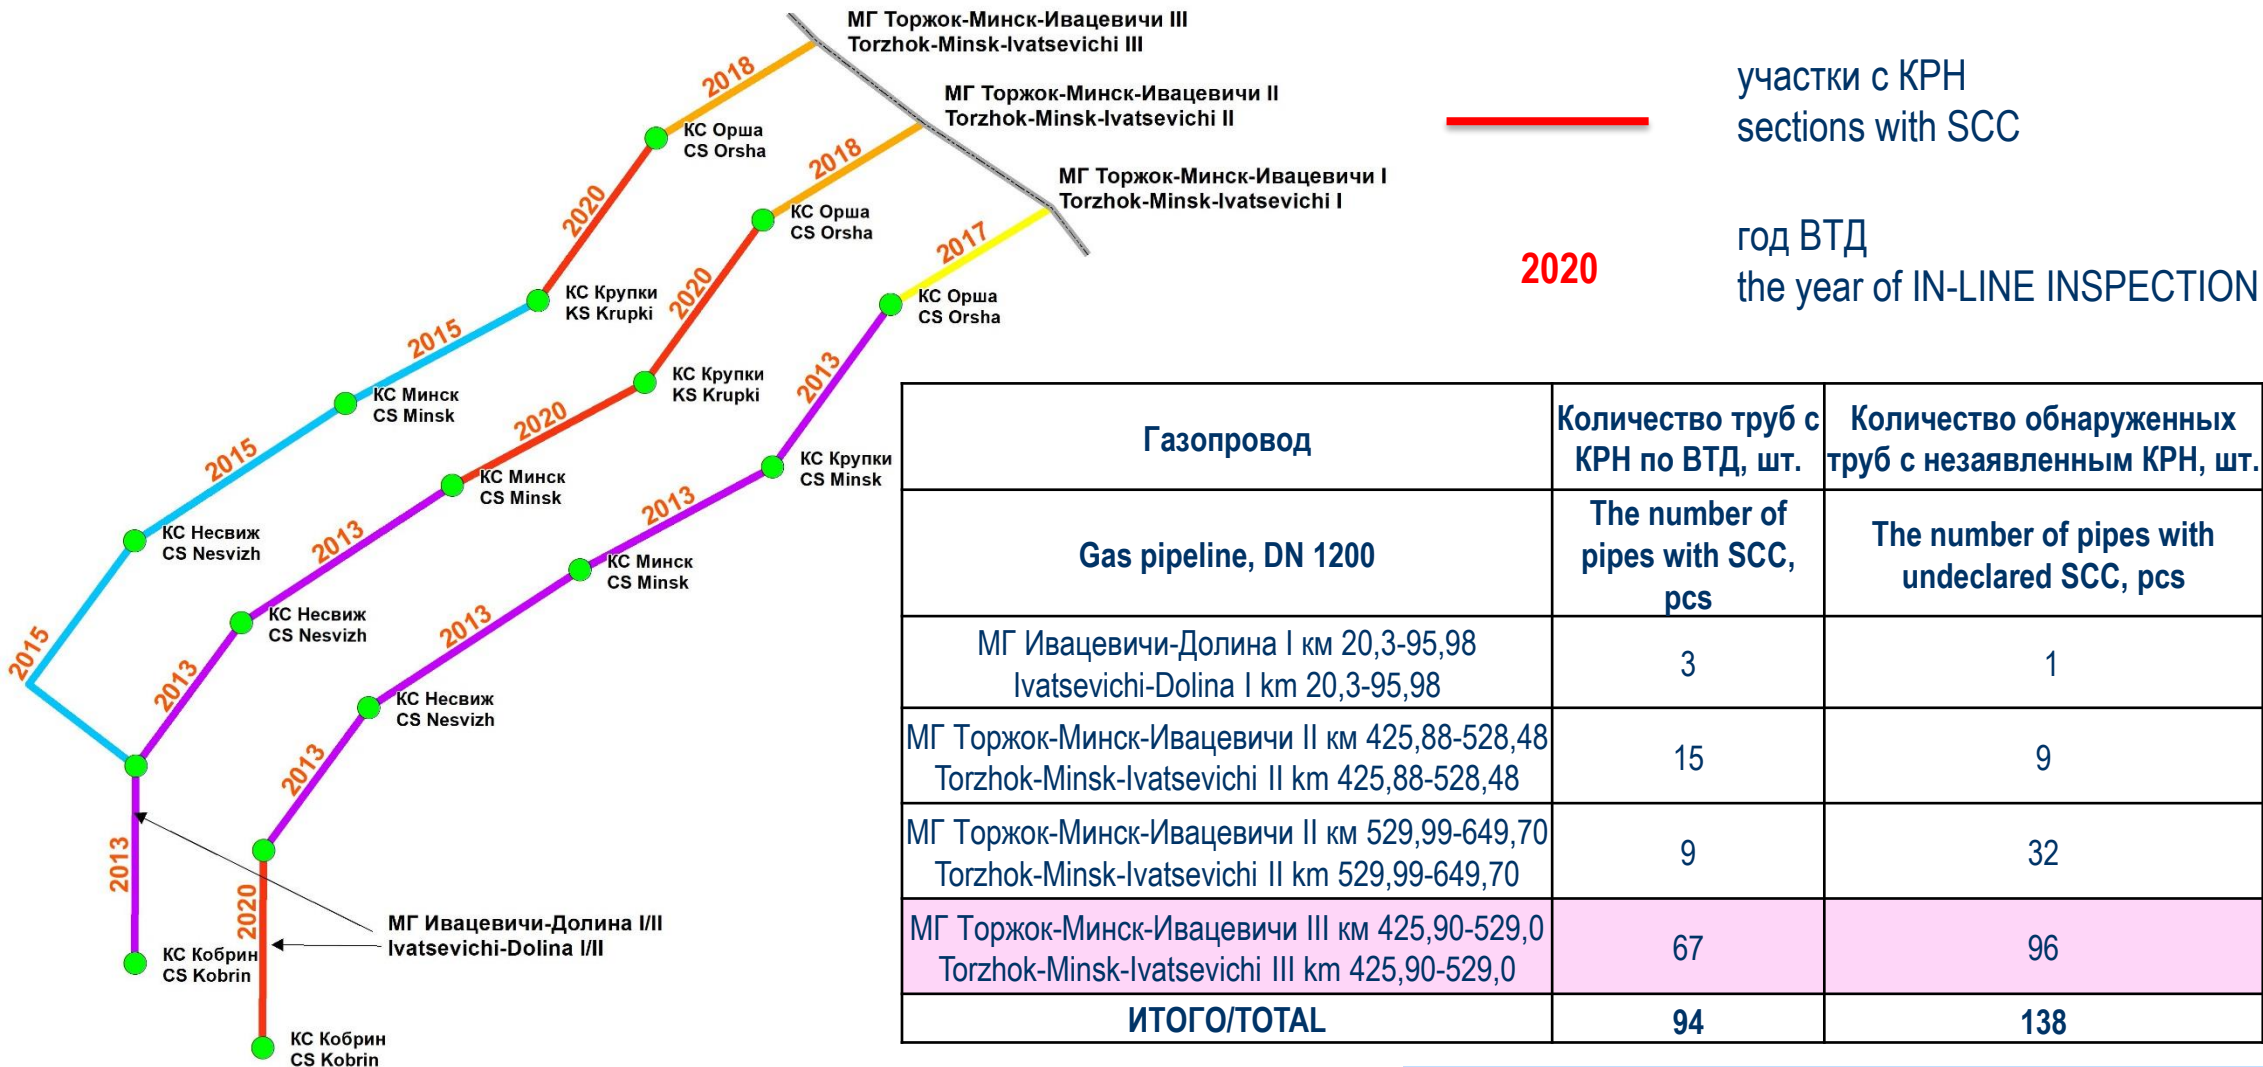 МГ Торжок-Минск-Ивацевичи III
Torzhok-Minsk-Ivatsevichi III
2018
МГ Торжок-Минск-Ивацевичи II
Torzhok-Minsk-Ivatsevichi II
КС Орша
CS Orsha
2018
МГ Торжок-Минск-Ивацевичи I
Torzhok-Minsk-Ivatsevichi I
2020
КС Орша
CS Orsha
2017
КС Крупки
KS Krupki
2020
КС Орша
CS Orsha
2015
КС Минск
CS Minsk
КС Крупки
KS Krupki
2013
2020
2015
КС Минск
CS Minsk
КС Крупки
CS Minsk
2013
КС Несвиж
CS Nesvizh
2013
КС Минск
CS Minsk
2015
КС Несвиж
CS Nesvizh
2013
2013
КС Несвиж
CS Nesvizh
2013
2013
2020
МГ Ивацевичи-Долина I/II
Ivatsevichi-Dolina I/II
КС Кобрин
CS Kobrin
КС Кобрин
CS Kobrin
участки с КРН
sections with SCC
2020
год ВТД
the year of IN-LINE INSPECTION
Газопровод
Количество труб с
КРН по ВТД, шт.
Количество обнаруженных
труб с незаявленным КРН, шт.
Gas pipeline, DN 1200
The number of
pipes with SCC,
pcs
The number of pipes with
undeclared SCC, pcs
МГ Ивацевичи-Долина I км 20,3-95,98
Ivatsevichi-Dolina I km 20,3-95,98
3
1
МГ Торжок-Минск-Ивацевичи II км 425,88-528,48
Torzhok-Minsk-Ivatsevichi II km 425,88-528,48
15
9
МГ Торжок-Минск-Ивацевичи II км 529,99-649,70
Torzhok-Minsk-Ivatsevichi II km 529,99-649,70
9
32
МГ Торжок-Минск-Ивацевичи III км 425,90-529,0
Torzhok-Minsk-Ivatsevichi III km 425,90-529,0
67
96
ИТОГО/TOTAL
94
138